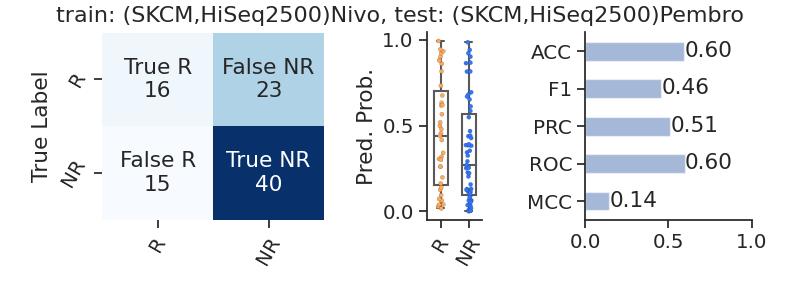 train: (SKCM,HiSeq2500)Nivo, test: (SKCM,HiSeq2500)Pembro
True Label
R
NR
True R
16
False NR
23
False R
15
True NR
40
R
NR
Pred. Prob.
1.0
0.5
0.0
R
NR
ACC
0.60
F1
0.46
PRC
0.51
ROC
0.60
MCC
0.14
0.0
0.5
1.0